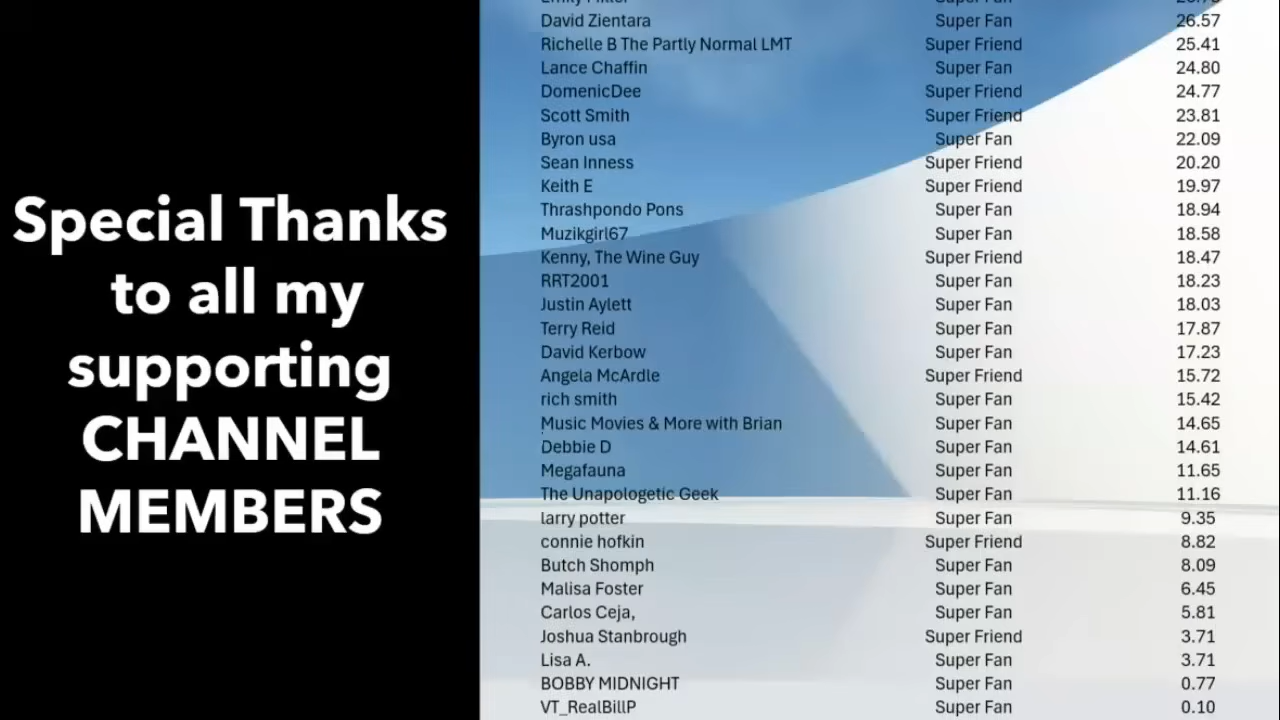 Special Thanks
to all my
supporting
CHANNEL
MEMBERS
David Zientara Super Fan 26.57
Richelle B The Partly Normal LMT Super Friend 25.41
Lance Chaffin Super Fan 24.80
DomenicDee Super Friend 24.77
Scott Smith Super Friend 23.81
Byron usa Super Fan 22.09
Sean Inness Super Friend 20.20
Keith E Super Friend 19.97
Thrashpondo Pons Super Fan 18.94
Muzikgirl67 Super Fan 18.58
Kenny, The Wine Guy Super Friend 18.47
RRT2001 Super Fan 18.23
Justin Aylett Super Fan 18.03
Terry Reid Super Fan 17.87
David Kerbow Super Fan 17.23
Angela McArdle Super Friend 15.72
rich smith Super Fan 15.42
Music Movies & More with Brian Super Fan 14.65
Debbie D Super Fan 14.61
Megafauna Super Fan 11.65
The Unapologetic Geek Super Fan 11.16
larry potter Super Fan 9.35
connie hofkin Super Friend 8.82
Butch Shomph Super Fan 8.09
Malisa Foster Super Fan 6.45
Carlos Ceja, Super Fan 5.81
Joshua Stanbrough Super Friend 3.71
Lisa A. Super Fan 3.71
BOBBY MIDNIGHT Super Fan 0.77
VT_RealBillP Super Fan 0.10